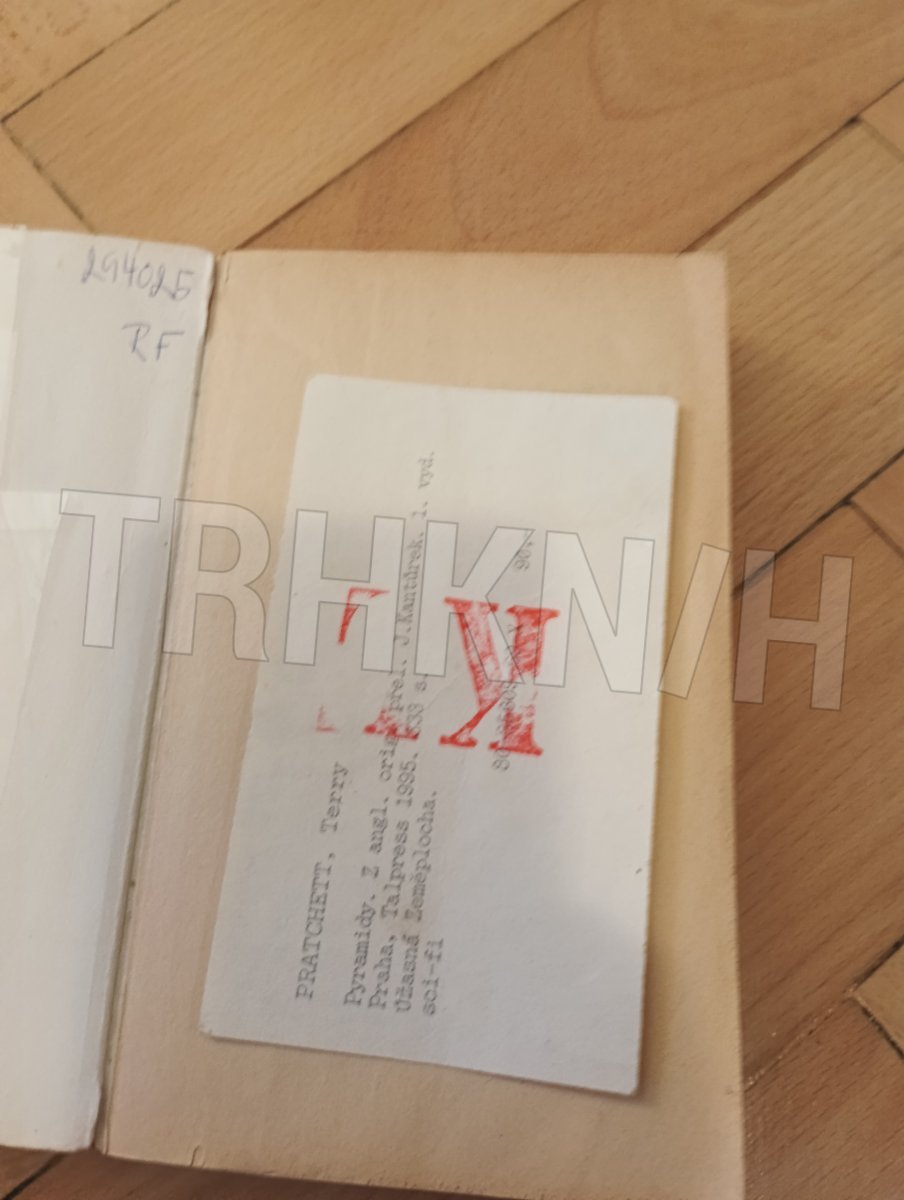 294025
RF
PRATCHETT, Terry
Pyramidy. Z angl. orig. přel. J.Kantůrek. 1. vyd.
Praha, Talpress 1995. s.
Úžasná Zeměplocha.
sci-fi
90,-
TRHKNIH